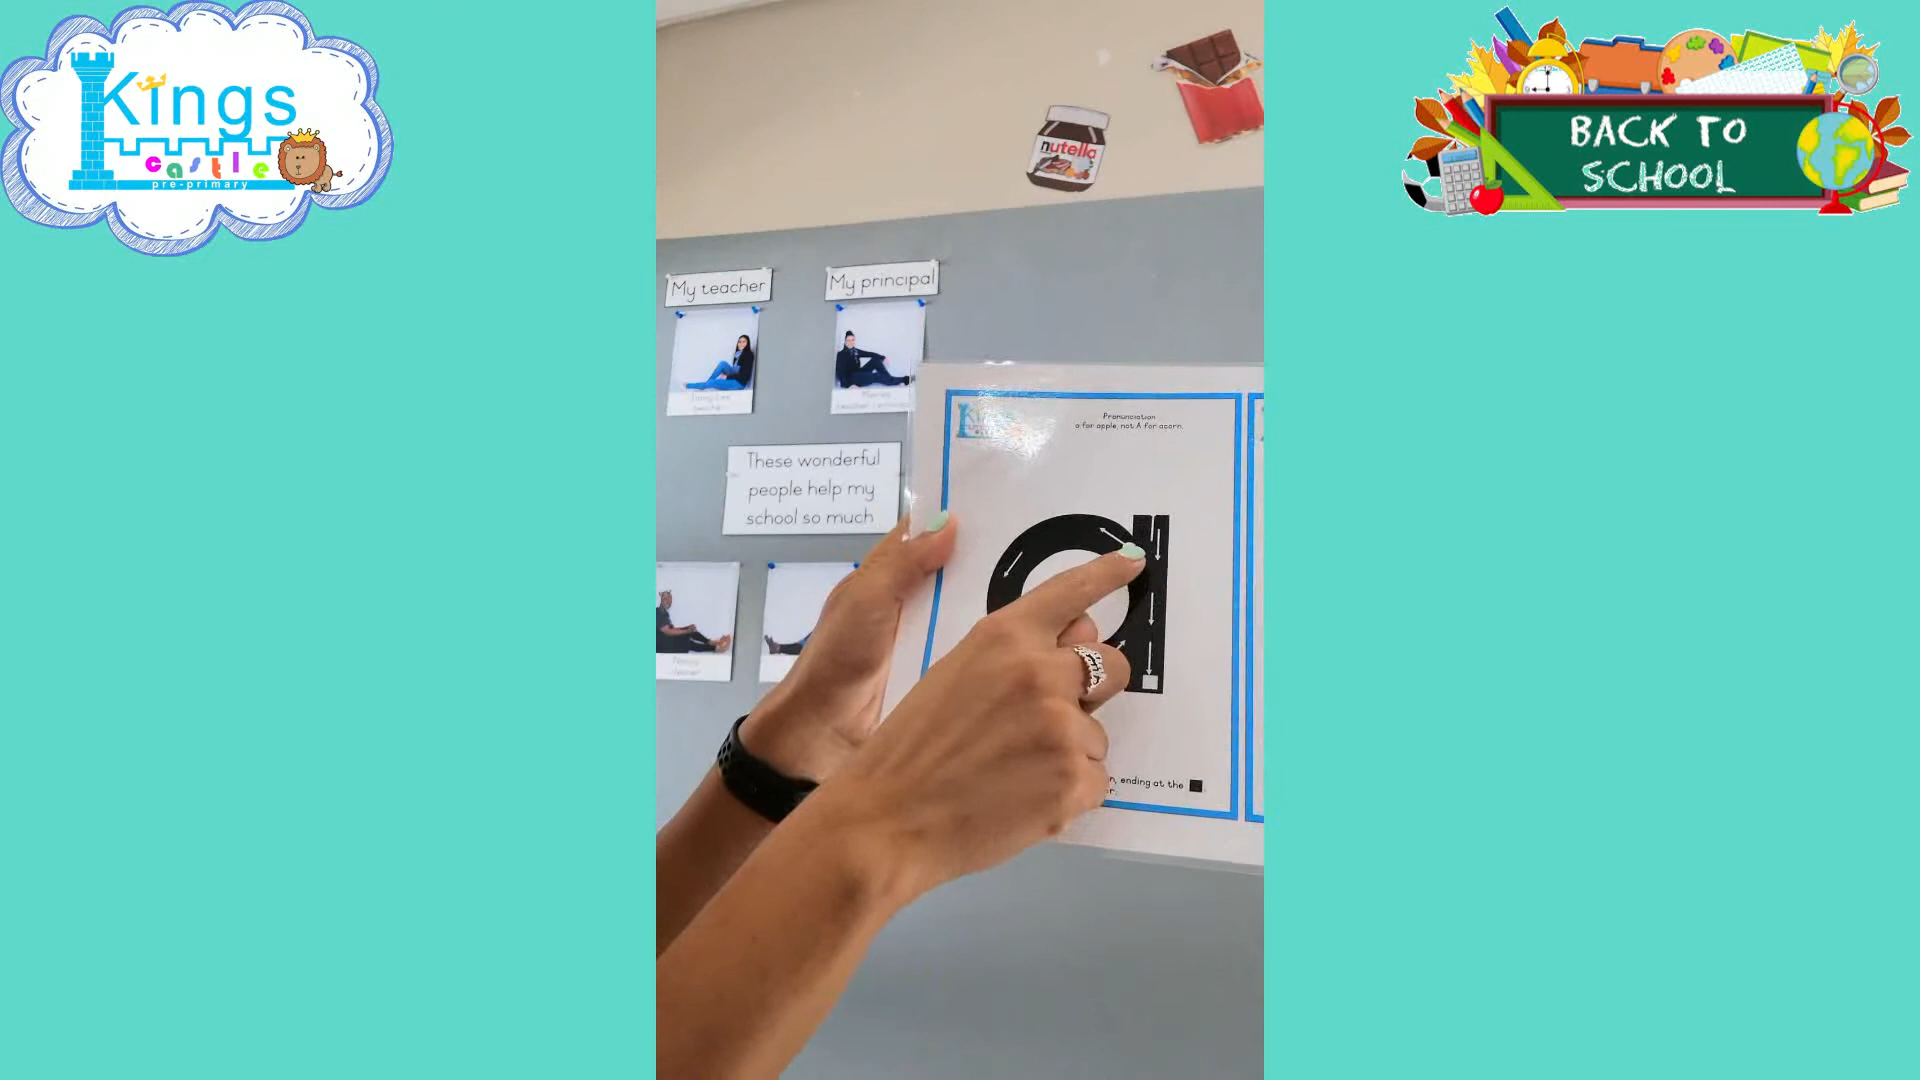 Kings
castle
pre-primary
BACK TO
SCHOOL
nutella
My teacher
My principal
These wonderful
people help my
school so much
Kings
Pronunciation
a for apple, not A for acorn.
a
ending at the